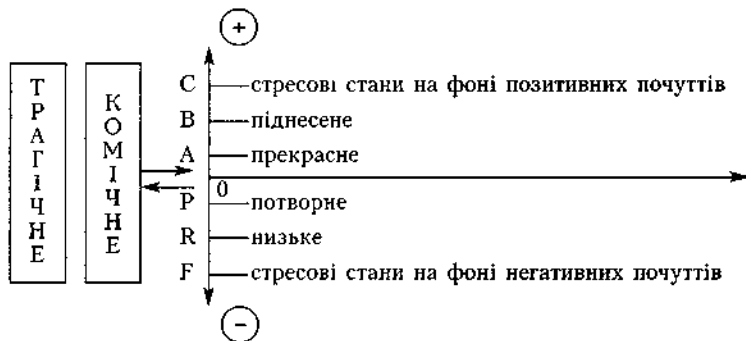 +
ТРАГІЧНЕ
КОМІЧНЕ
C стресові стани на фоні позитивних почуттів
B піднесене
A прекрасне
0
P потворне
R низьке
F стресові стани на фоні негативних почуттів
−